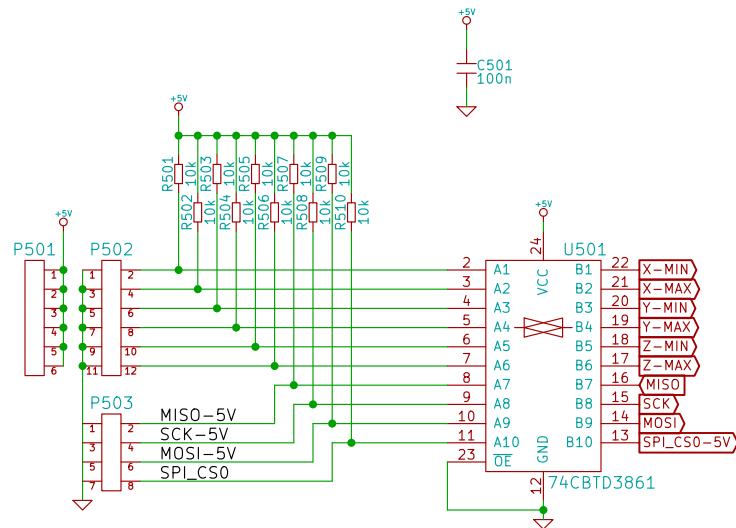 +5V
C501
100n
+5V
R501 10k
R502 10k
R503 10k
R504 10k
R505 10k
R506 10k
R507 10k
R508 10k
R509 10k
R510 10k
+5V
P501
1
2
3
4
5
6
P502
1 2
3 4
5 6
7 8
9 10
11 12
P503
1 2
3 4
5 6
7 8
MISO-5V
SCK-5V
MOSI-5V
SPI_CS0
+5V
24
U501
VCC
2 A1 B1 22 X-MIN
3 A2 B2 21 X-MAX
4 A3 B3 20 Y-MIN
5 A4 B4 19 Y-MAX
6 A5 B5 18 Z-MIN
7 A6 B6 17 Z-MAX
8 A7 B7 16 MISO
9 A8 B8 15 SCK
10 A9 B9 14 MOSI
11 A10 B10 13 SPI_CS0-5V
23 OE
GND
12
74CBTD3861